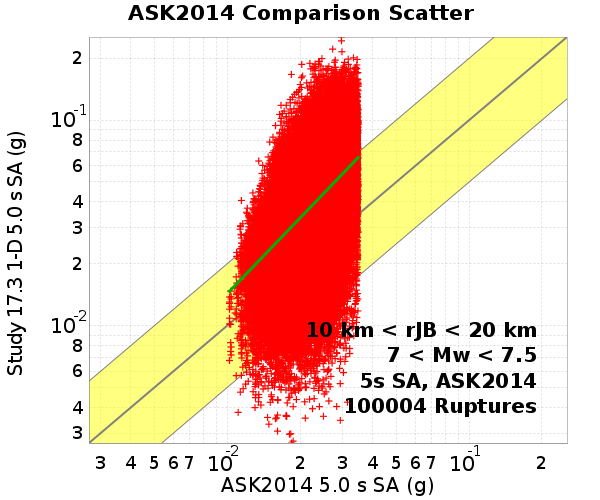 ASK2014 Comparison Scatter
Study 17.3 1-D 5.0 s SA (g)
2
10^-1
8
6
4
3
2
10^-2
8
6
4
3
10 km < rJB < 20 km
7 < Mw < 7.5
5s SA, ASK2014
100004 Ruptures
3 4 5 6 7 10^-2 2 3 4 5 6 7 10^-1 2
ASK2014 5.0 s SA (g)